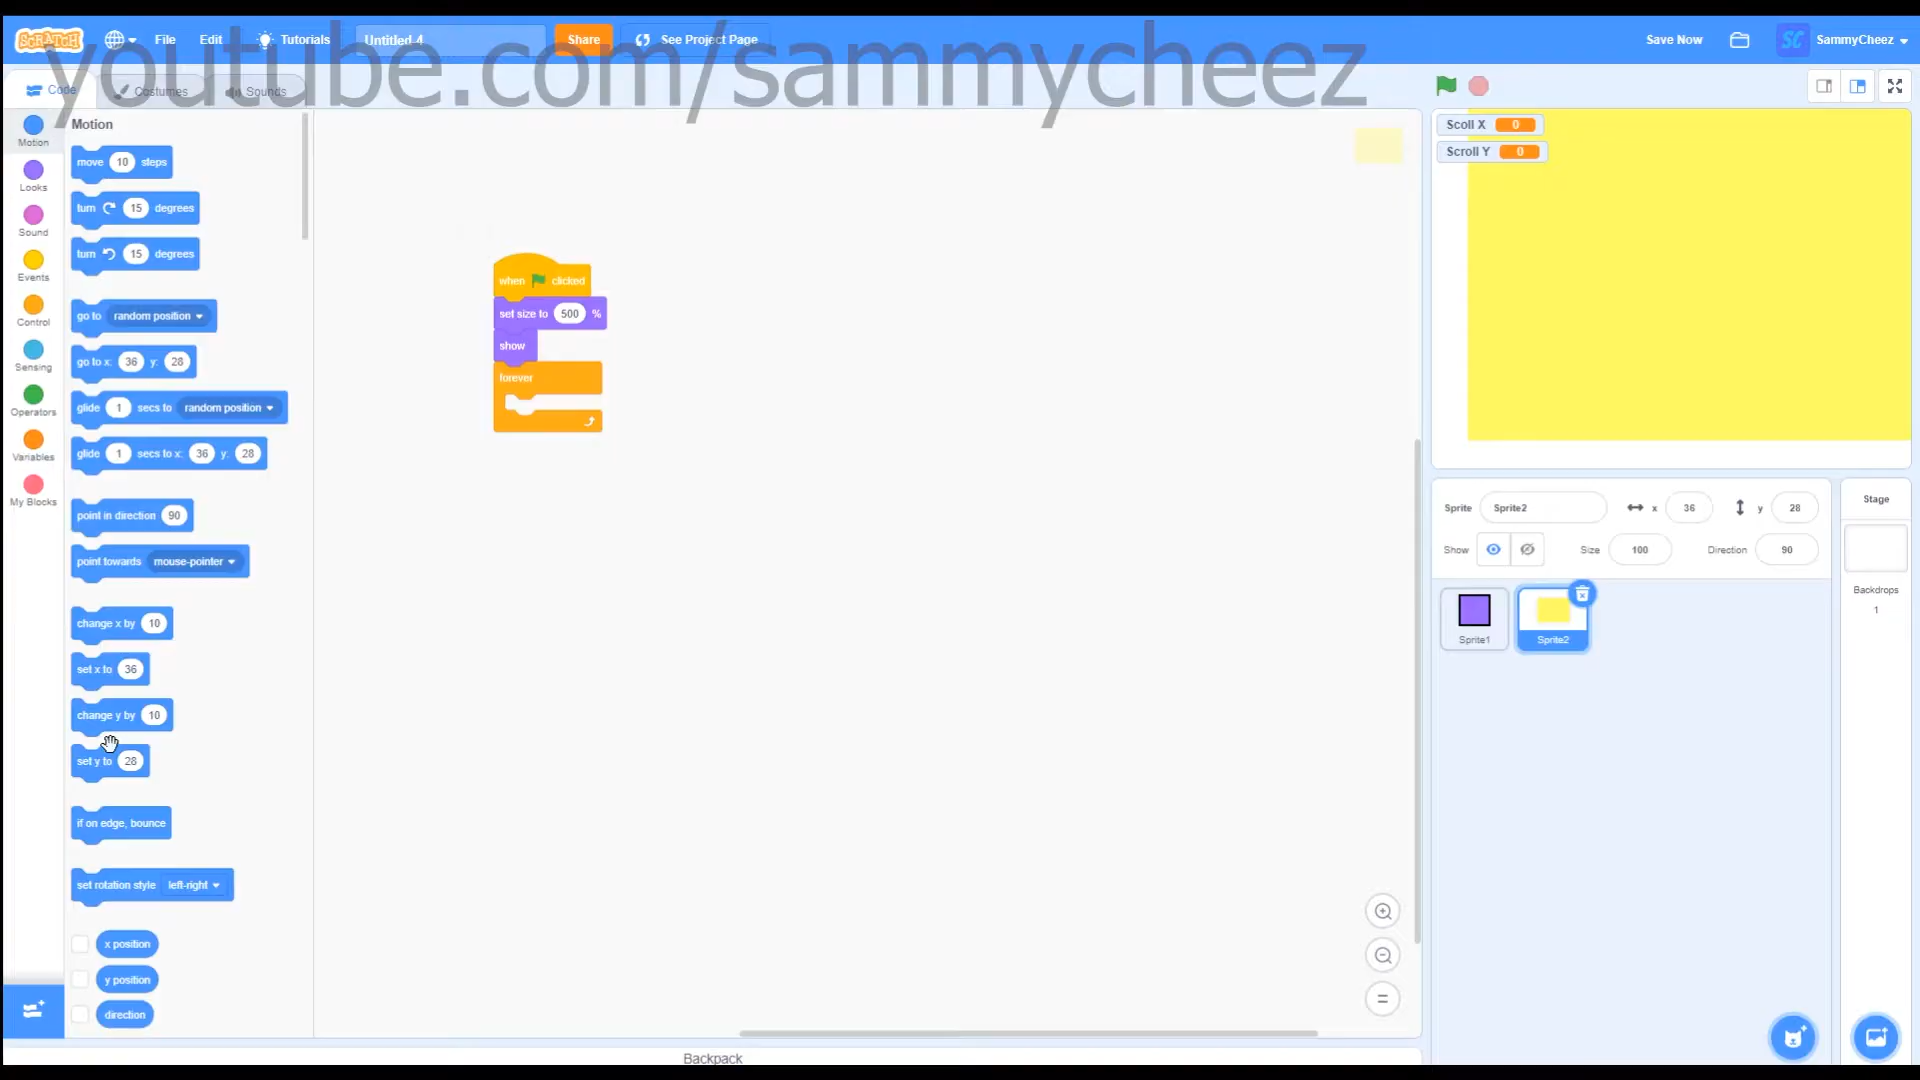 SCRATCH File Edit Tutorials Untitled-4 Share See Project Page Save Now SC SammyCheez
youtube.com/sammycheez
Code Costumes Sounds
Motion
Looks
Sound
Events
Control
Sensing
Operators
Variables
My Blocks
Motion
move 10 steps
turn 15 degrees
turn 15 degrees
go to random position
go to x: 36 y: 28
glide 1 secs to random position
glide 1 secs to x: 36 y: 28
point in direction 90
point towards mouse-pointer
change x by 10
set x to 36
change y by 10
set y to 28
if on edge, bounce
set rotation style left-right
x position
y position
direction
when clicked
set size to 500 %
show
forever
Backpack
Scoll X 0
Scroll Y 0
Sprite Sprite2 x 36 y 28
Show Size 100 Direction 90
Sprite1 Sprite2
Stage
Backdrops
1